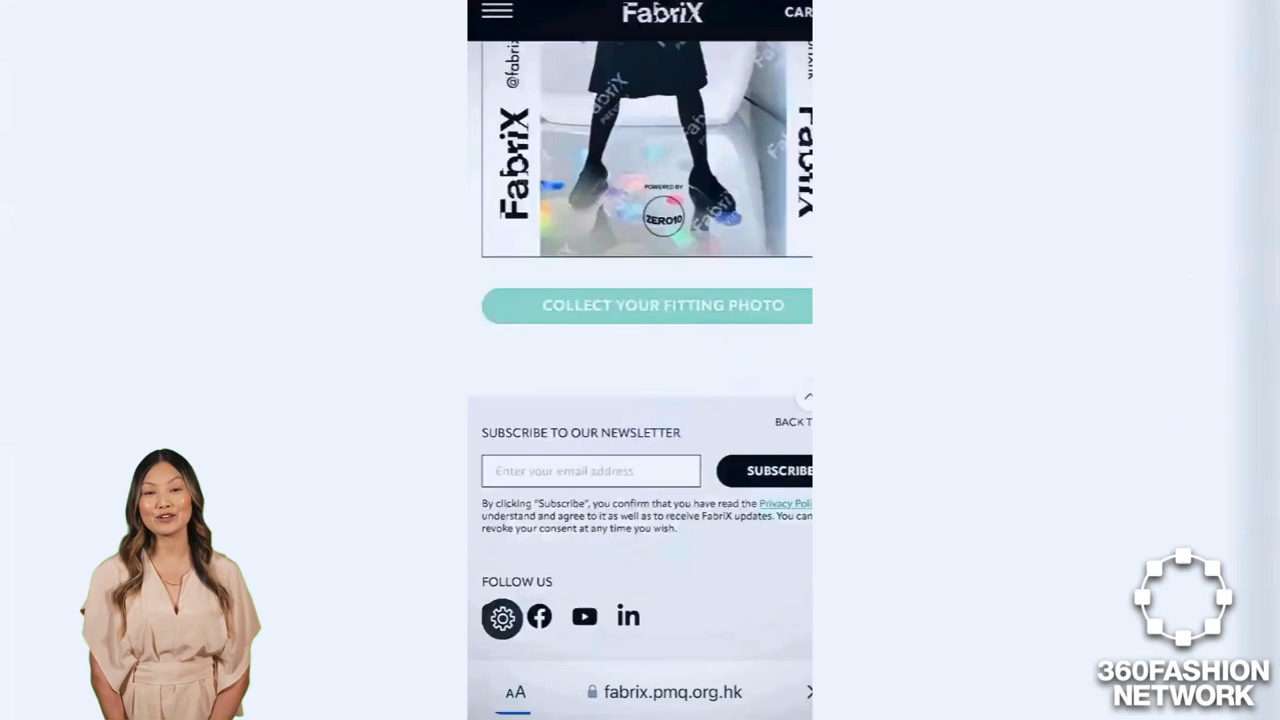 FabriX
CAR
@fabrix
FabriX
FabriX
POWERED BY
ZERO10
COLLECT YOUR FITTING PHOTO
BACK T
SUBSCRIBE TO OUR NEWSLETTER
Enter your email address
SUBSCRIBE
By clicking "Subscribe", you confirm that you have read the Privacy Poli
understand and agree to it as well as to receive FabriX updates. You can
revoke your consent at any time you wish.
FOLLOW US
AA
fabrix.pmq.org.hk
360FASHION
NETWORK